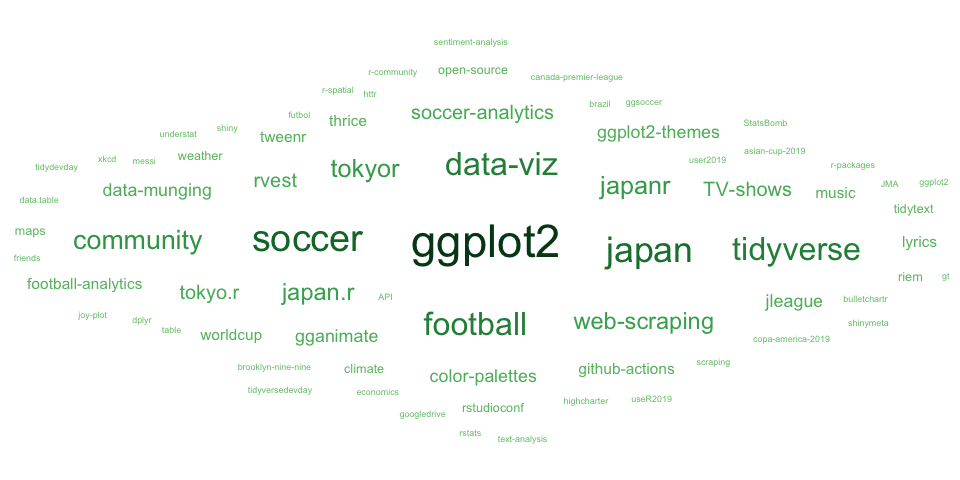 sentiment-analysis
r-community open-source canada-premier-league
r-spatial httr
soccer-analytics brazil ggsoccer
futbol thrice
understat shiny tweenr ggplot2-themes StatsBomb
tidydevday xkcd messi weather tokyor data-viz user2019 asian-cup-2019 r-packages
data.table data-munging rvest japanr TV-shows music JMA ggplot2
tidytext
maps community soccer ggplot2 japan tidyverse lyrics
friends
football-analytics tokyo.r japan.r API jleague bulletchartr riem gt
joy-plot dplyr table worldcup gganimate football web-scraping copa-america-2019 shinymeta
brooklyn-nine-nine climate color-palettes github-actions scraping
tidyversedevday economics
googledrive rstudioconf highcharter useR2019
rstats text-analysis